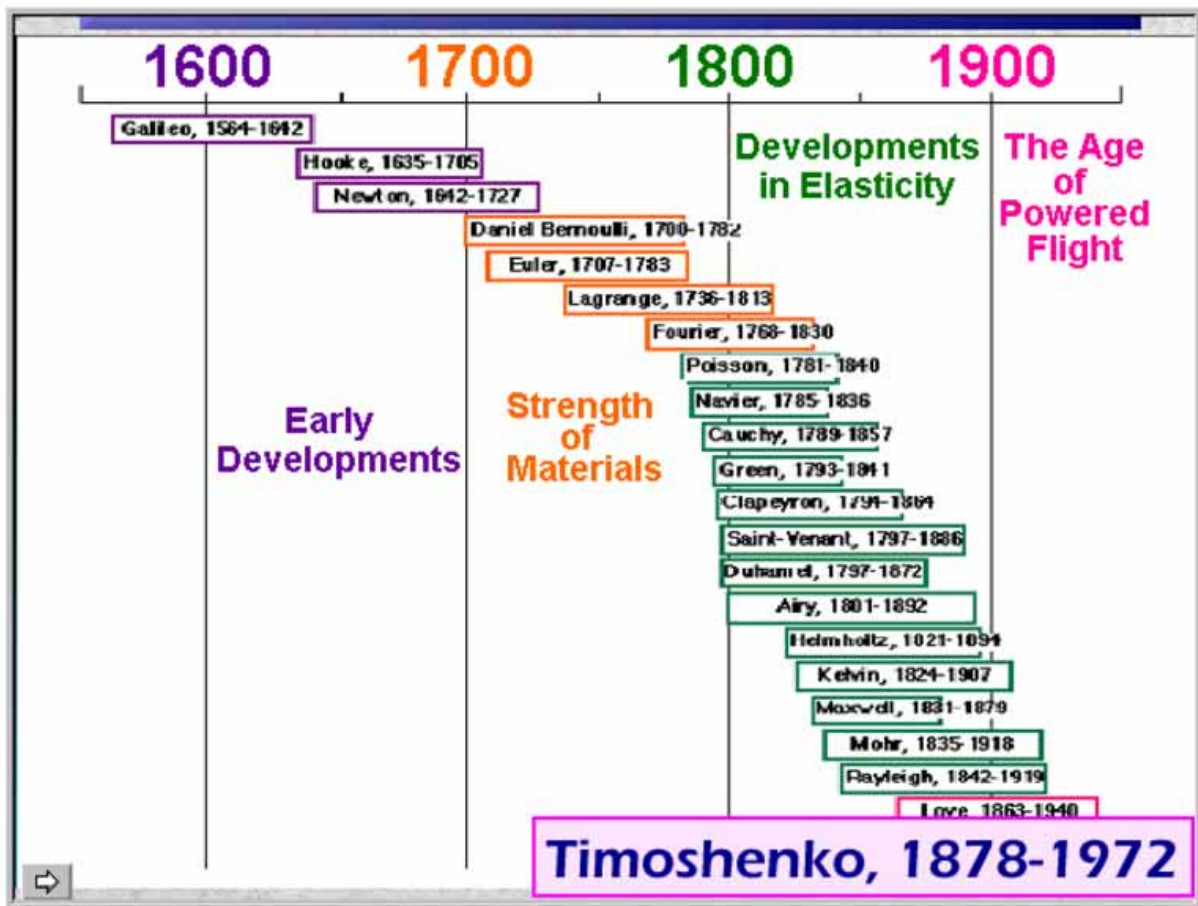 1600 1700 1800 1900
Galileo, 1564-1642
Hooke, 1635-1705
Newton, 1642-1727
Daniel Bernoulli, 1700-1782
Euler, 1707-1783
Lagrange, 1736-1813
Fourier, 1768-1830
Poisson, 1781-1840
Navier, 1785-1836
Cauchy, 1789-1857
Green, 1793-1841
Clapeyron, 1794-1864
Saint-Venant, 1797-1886
Duhamel, 1797-1872
Airy, 1801-1892
Helmholtz, 1821-1894
Kelvin, 1824-1907
Maxwell, 1831-1879
Mohr, 1835-1918
Rayleigh, 1842-1919
Love, 1863-1940
Timoshenko, 1878-1972
Early
Developments
Strength
of
Materials
Developments
in Elasticity
The Age
of
Powered
Flight